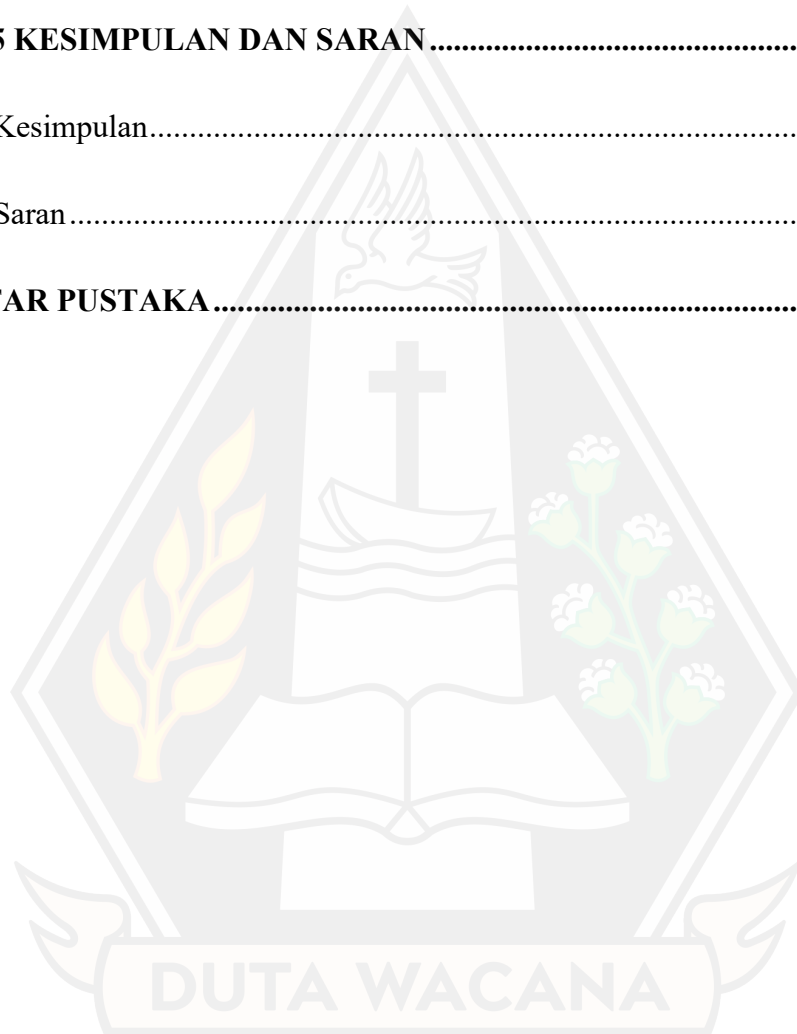 5 KESIMPULAN DAN SARAN..............................................
Kesimpulan.................................................................................
Saran...........................................................................................
TAR PUSTAKA.........................................................................
DUTA WACANA